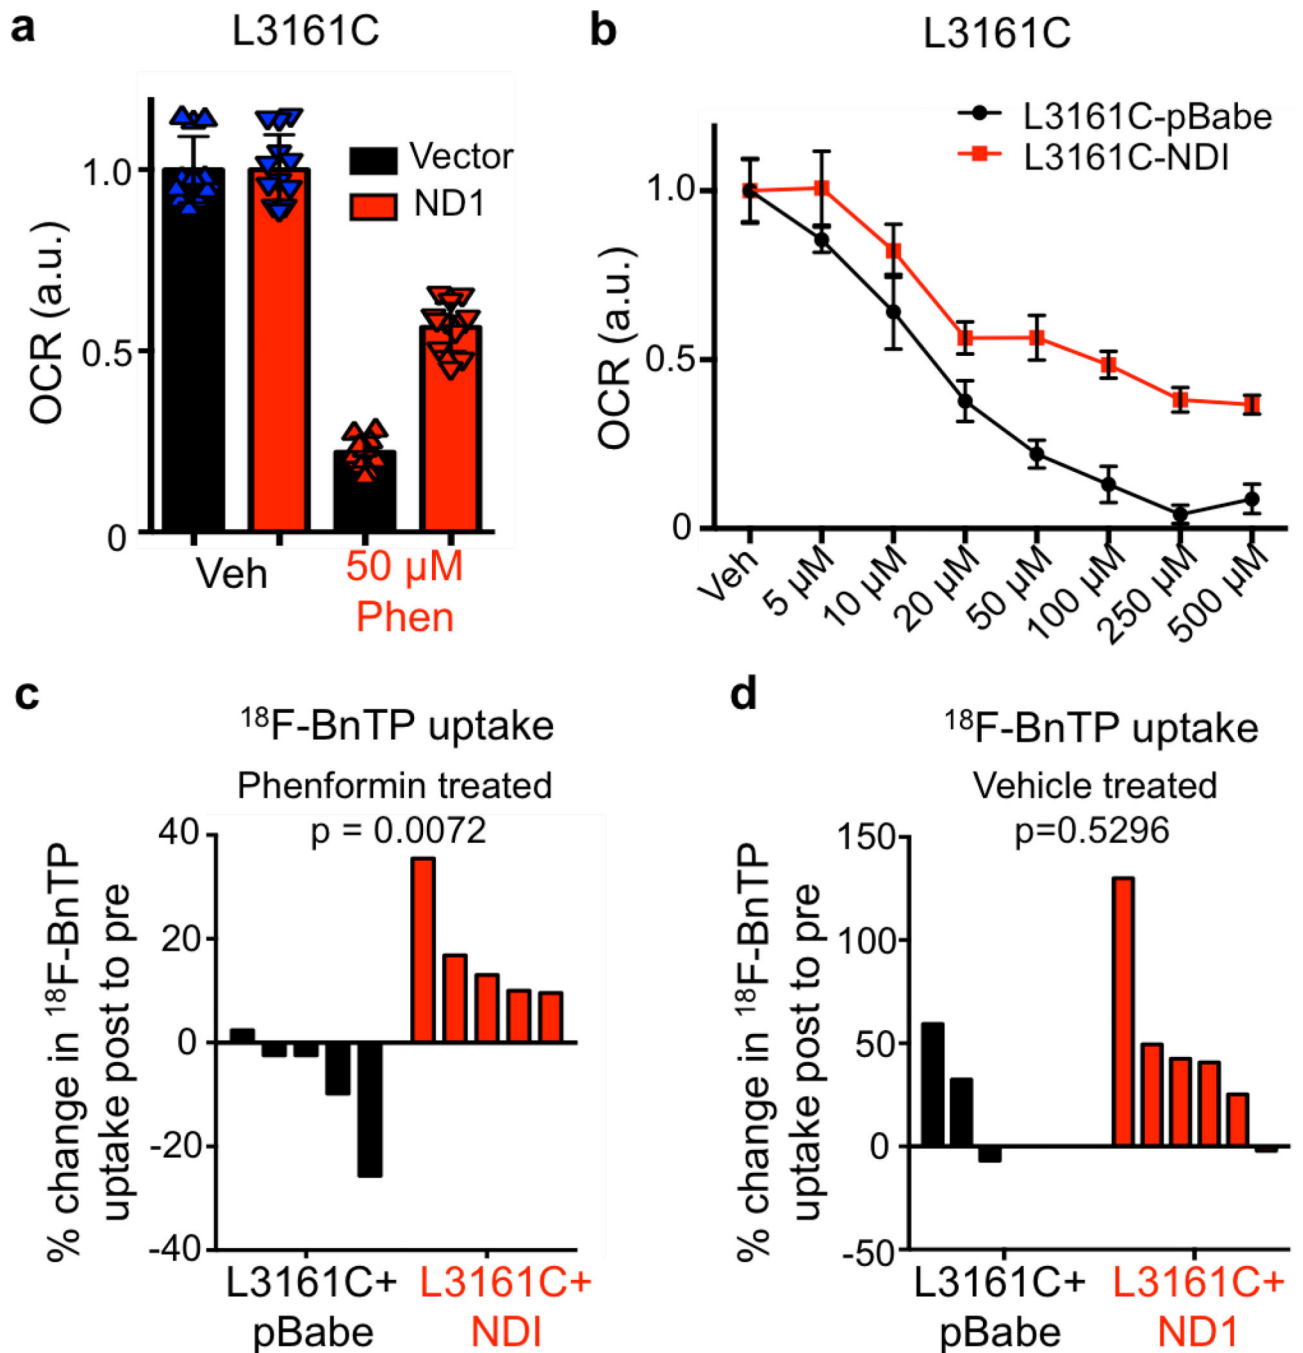 a
L3161C
OCR (a.u.)
1.0
0.5
0
Vector
ND1
Veh
50 µM
Phen
b
L3161C
L3161C-pBabe
L3161C-NDI
OCR (a.u.)
1.0
0.5
0
Veh
5 µM
10 µM
20 µM
50 µM
100 µM
250 µM
500 µM
c
¹⁸F-BnTP uptake
Phenformin treated
p = 0.0072
% change in ¹⁸F-BnTP
uptake post to pre
40
20
0
-20
-40
L3161C+
pBabe
L3161C+
NDI
d
¹⁸F-BnTP uptake
Vehicle treated
p=0.5296
% change in ¹⁸F-BnTP
uptake post to pre
150
100
50
0
-50
L3161C+
pBabe
L3161C+
ND1